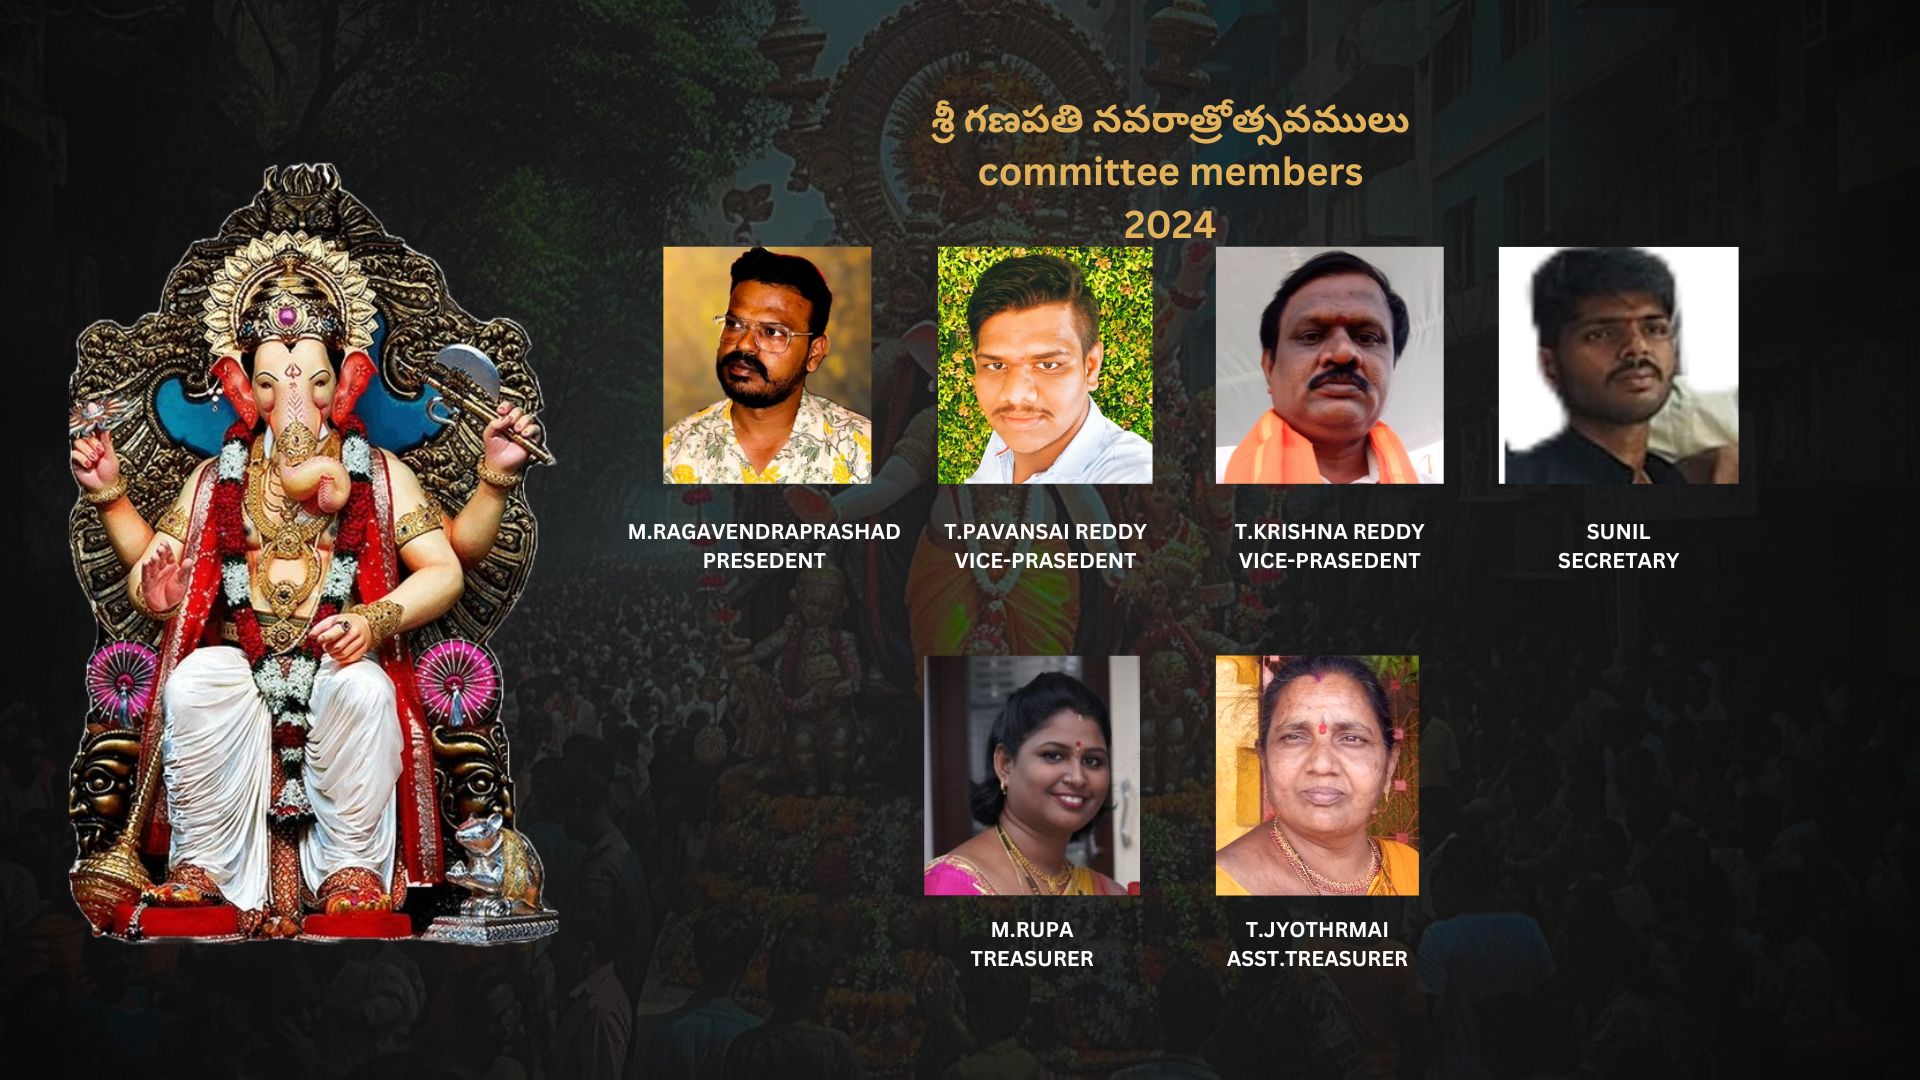 శ్రీ గణపతి నవరాత్రోత్సవములు
committee members
2024
M.RAGAVENDRAPRASHAD
PRESEDENT
T.PAVANSAI REDDY
VICE-PRASEDENT
T.KRISHNA REDDY
VICE-PRASEDENT
SUNIL
SECRETARY
M.RUPA
TREASURER
T.JYOTHRMAI
ASST.TREASURER